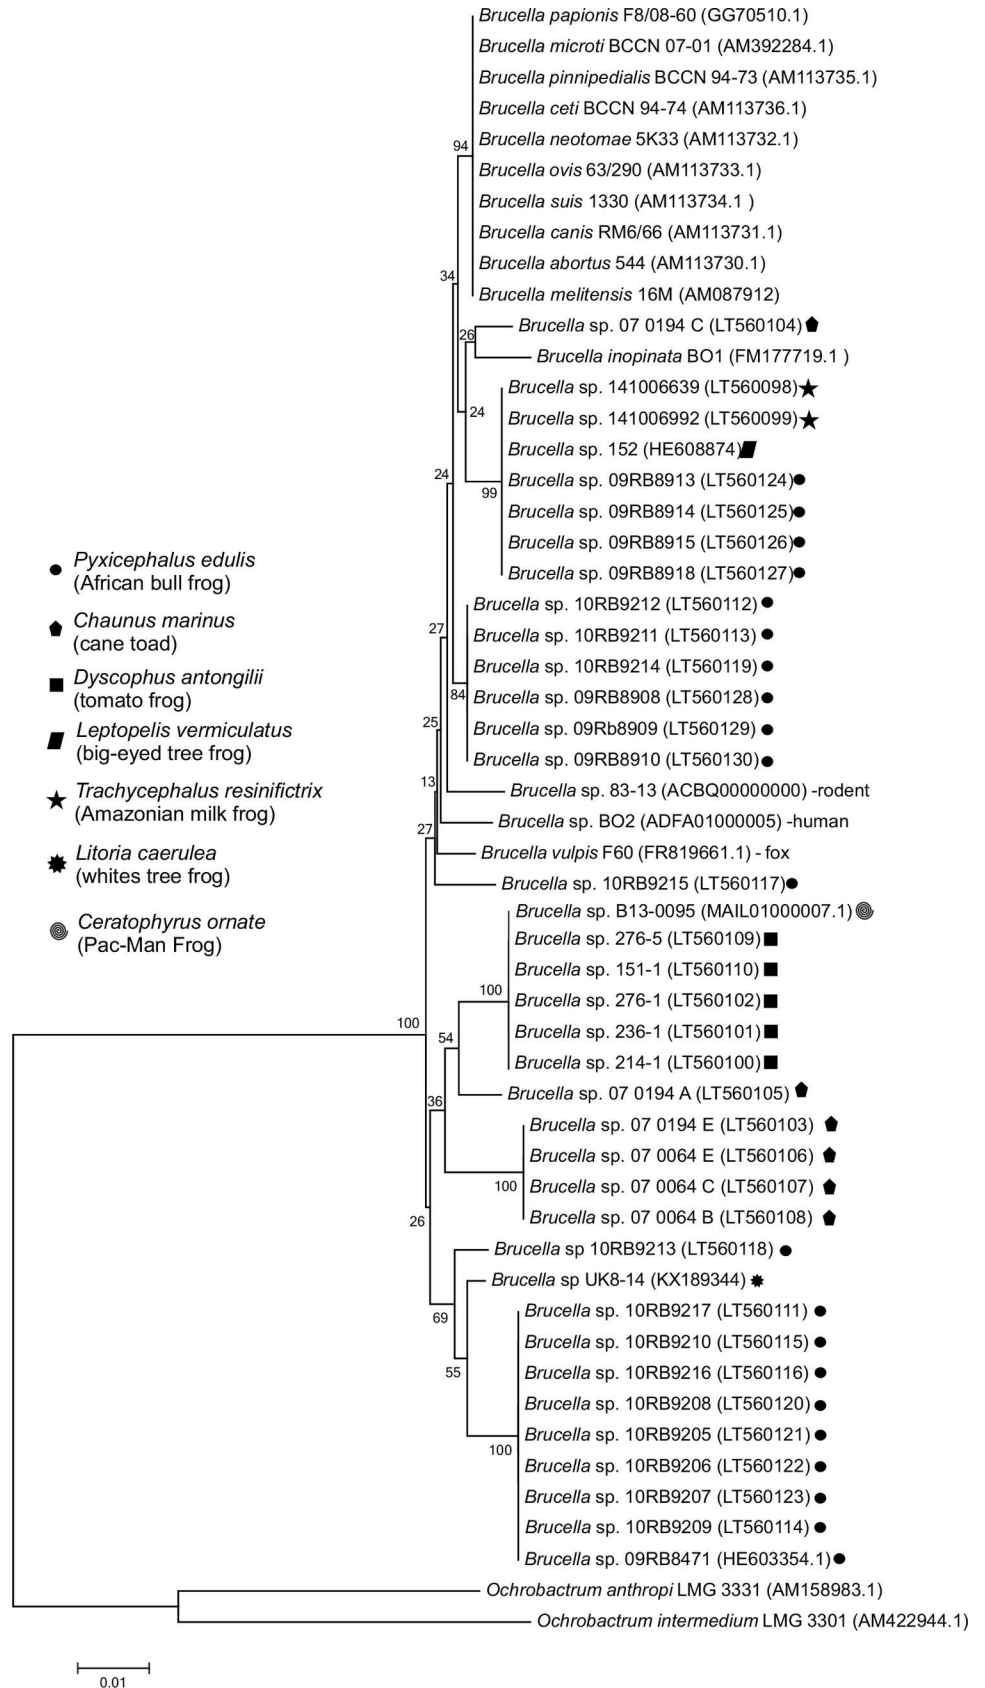 Brucella papionis F8/08-60 (GG70510.1)
Brucella microti BCCN 07-01 (AM392284.1)
Brucella pinnipedialis BCCN 94-73 (AM113735.1)
Brucella ceti BCCN 94-74 (AM113736.1)
Brucella neotomae 5K33 (AM113732.1)
94
Brucella ovis 63/290 (AM113733.1)
Brucella suis 1330 (AM113734.1 )
Brucella canis RM6/66 (AM113731.1)
Brucella abortus 544 (AM113730.1)
34
Brucella melitensis 16M (AM087912)
Brucella sp. 07 0194 C (LT560104)
26
Brucella inopinata BO1 (FM177719.1 )
Brucella sp. 141006639 (LT560098)
24
Brucella sp. 141006992 (LT560099)
Brucella sp. 152 (HE608874)
24
Brucella sp. 09RB8913 (LT560124)
99
Brucella sp. 09RB8914 (LT560125)
Brucella sp. 09RB8915 (LT560126)
Brucella sp. 09RB8918 (LT560127)
Brucella sp. 10RB9212 (LT560112)
27
Brucella sp. 10RB9211 (LT560113)
Brucella sp. 10RB9214 (LT560119)
84
Brucella sp. 09RB8908 (LT560128)
25
Brucella sp. 09Rb8909 (LT560129)
Brucella sp. 09RB8910 (LT560130)
13
Brucella sp. 83-13 (ACBQ00000000) -rodent
27
Brucella sp. BO2 (ADFA01000005) -human
Brucella vulpis F60 (FR819661.1) - fox
Brucella sp. 10RB9215 (LT560117)
Brucella sp. B13-0095 (MAIL01000007.1)
Brucella sp. 276-5 (LT560109)
Brucella sp. 151-1 (LT560110)
100
Brucella sp. 276-1 (LT560102)
100
Brucella sp. 236-1 (LT560101)
54
Brucella sp. 214-1 (LT560100)
Brucella sp. 07 0194 A (LT560105)
36
Brucella sp. 07 0194 E (LT560103)
Brucella sp. 07 0064 E (LT560106)
100
Brucella sp. 07 0064 C (LT560107)
26
Brucella sp. 07 0064 B (LT560108)
Brucella sp 10RB9213 (LT560118)
Brucella sp UK8-14 (KX189344)
69
Brucella sp. 10RB9217 (LT560111)
Brucella sp. 10RB9210 (LT560115)
55
Brucella sp. 10RB9216 (LT560116)
Brucella sp. 10RB9208 (LT560120)
Brucella sp. 10RB9205 (LT560121)
100
Brucella sp. 10RB9206 (LT560122)
Brucella sp. 10RB9207 (LT560123)
Brucella sp. 10RB9209 (LT560114)
Brucella sp. 09RB8471 (HE603354.1)
Ochrobactrum anthropi LMG 3331 (AM158983.1)
Ochrobactrum intermedium LMG 3301 (AM422944.1)
Pyxicephalus edulis
(African bull frog)
Chaunus marinus
(cane toad)
Dyscophus antongilii
(tomato frog)
Leptopelis vermiculatus
(big-eyed tree frog)
Trachycephalus resinifictrix
(Amazonian milk frog)
Litoria caerulea
(whites tree frog)
Ceratophyrus ornate
(Pac-Man Frog)
0.01